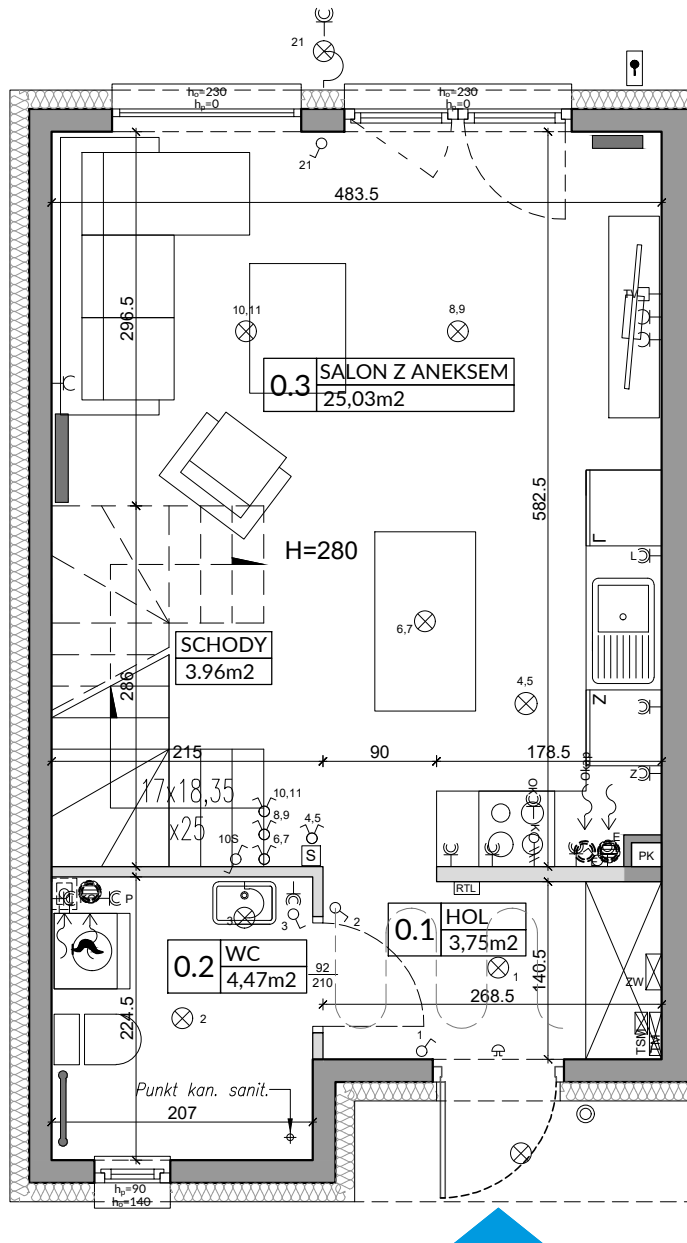 21
h₀=230
hₚ=0
h₀=230
hₚ=0
21
483.5
296.5
10,11
8,9
TV
0.3
SALON Z ANEKSEM
25,03m2
582.5
H=280
L
L
6,7
SCHODY
3.96m2
286
4,5
Z
215
90
178.5
Z
17x18,35
x25
10,11
8,9
6,7
10S
4,5
S
Okap
PK
RTL
P
3
3
2
0.2
WC
4,47m2
92
210
0.1
HOL
3,75m2
1
140.5
ZW
268.5
224.5
2
1
TSM
TM
Punkt kan. sanit.
207
hₚ=90
h₀=140